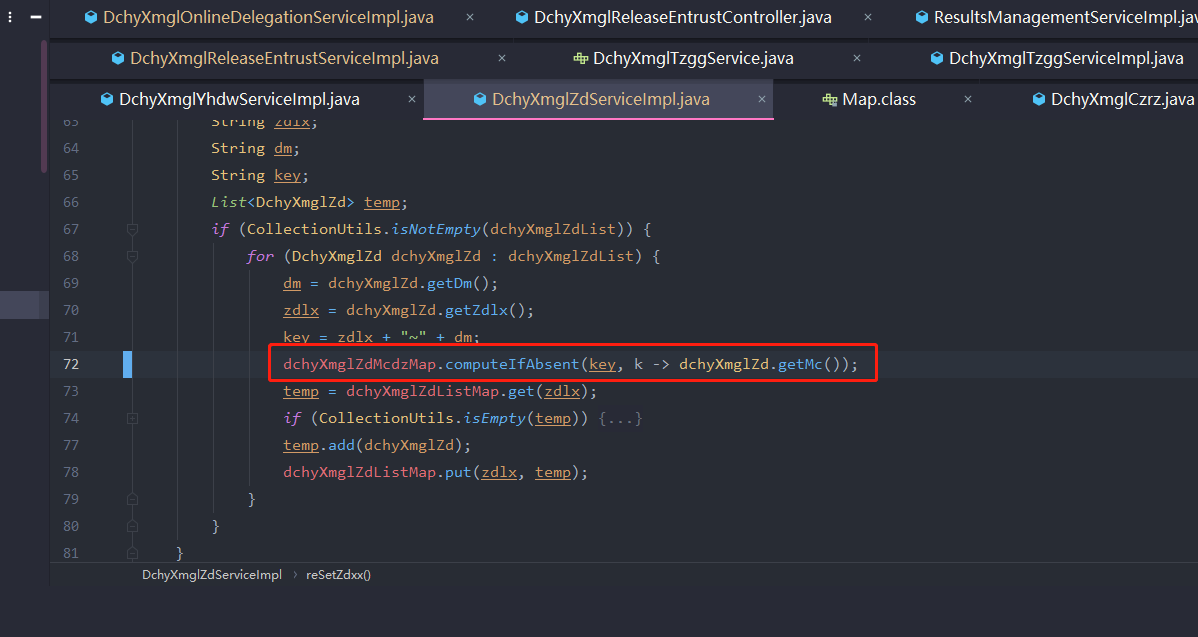 DchyXmglOnlineDelegationServiceImpl.java × DchyXmglReleaseEntrustController.java × ResultsManagementServiceImpl.jav
DchyXmglReleaseEntrustServiceImpl.java × DchyXmglTzggService.java × DchyXmglTzggServiceImpl.java
DchyXmglYhdwServiceImpl.java × DchyXmglZdServiceImpl.java × Map.class × DchyXmglCzrz.java
63 String zdlx;
64 String dm;
65 String key;
66 List<DchyXmglZd> temp;
67 if (CollectionUtils.isNotEmpty(dchyXmglZdList)) {
68 for (DchyXmglZd dchyXmglZd : dchyXmglZdList) {
69 dm = dchyXmglZd.getDm();
70 zdlx = dchyXmglZd.getZdlx();
71 key = zdlx + "~" + dm;
72 dchyXmglZdMcdzMap.computeIfAbsent(key, k -> dchyXmglZd.getMc());
73 temp = dchyXmglZdListMap.get(zdlx);
74 if (CollectionUtils.isEmpty(temp)) {...}
77 temp.add(dchyXmglZd);
78 dchyXmglZdListMap.put(zdlx, temp);
79 }
80 }
81 }
DchyXmglZdServiceImpl › reSetZdxx()